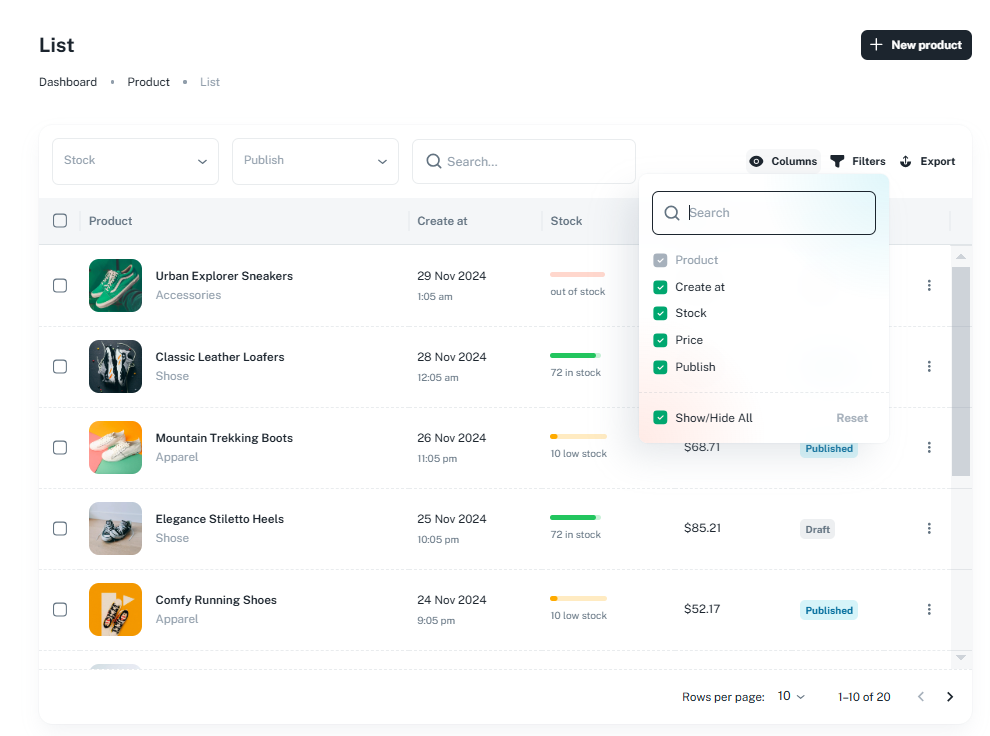 List
New product
Dashboard • Product • List
Stock
Publish
Search...
Columns
Filters
Export
Product
Create at
Stock
Search
Product
Create at
Stock
Price
Publish
Show/Hide All
Reset
Urban Explorer Sneakers
Accessories
29 Nov 2024
1:05 am
out of stock
Classic Leather Loafers
Shose
28 Nov 2024
12:05 am
72 in stock
Mountain Trekking Boots
Apparel
26 Nov 2024
11:05 pm
10 low stock
$68.71
Published
Elegance Stiletto Heels
Shose
25 Nov 2024
10:05 pm
72 in stock
$85.21
Draft
Comfy Running Shoes
Apparel
24 Nov 2024
9:05 pm
10 low stock
$52.17
Published
Rows per page: 10
1–10 of 20